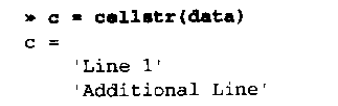 » c = cellstr(data)
c =
'Line 1'
'Additional Line'